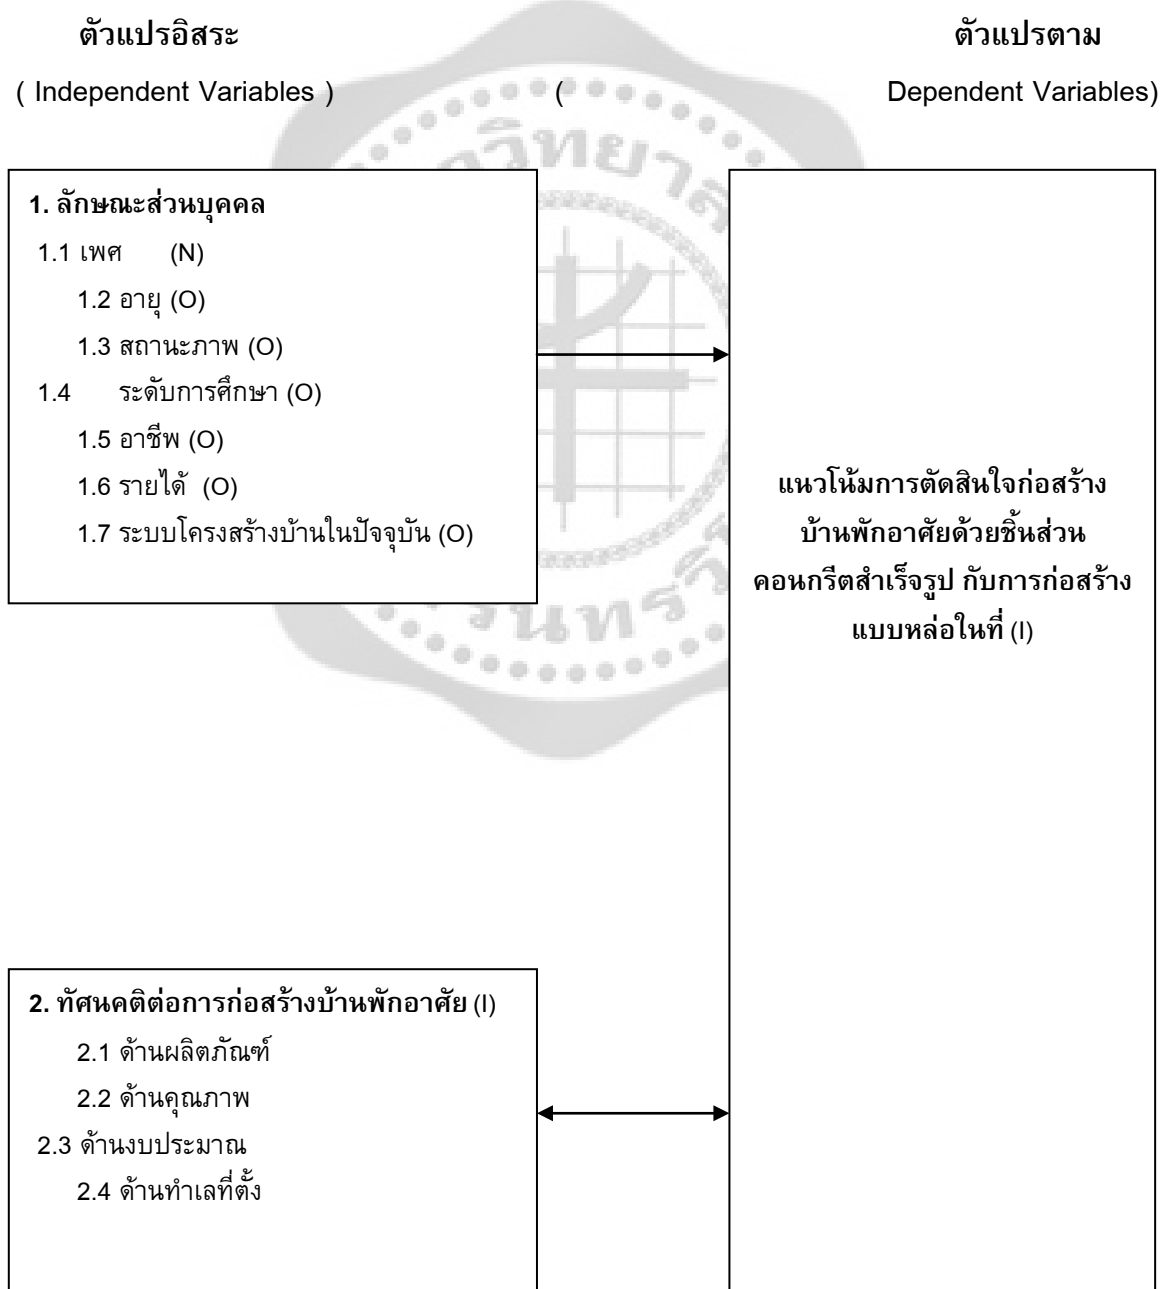 ตัวแปรอิสระ ตัวแปรตาม
( Independent Variables ) ( Dependent Variables)
1. ลักษณะส่วนบุคคล
1.1 เพศ (N)
1.2 อายุ (O)
1.3 สถานะภาพ (O)
1.4 ระดับการศึกษา (O)
1.5 อาชีพ (O)
1.6 รายได้ (O)
1.7 ระบบโครงสร้างบ้านในปัจจุบัน (O)
แนวโน้มการตัดสินใจก่อสร้าง
บ้านพักอาศัยด้วยชิ้นส่วน
คอนกรีตสำเร็จรูป กับการก่อสร้าง
แบบหล่อในที่ (I)
2. ทัศนคติต่อการก่อสร้างบ้านพักอาศัย (I)
2.1 ด้านผลิตภัณฑ์
2.2 ด้านคุณภาพ
2.3 ด้านงบประมาณ
2.4 ด้านทำเลที่ตั้ง